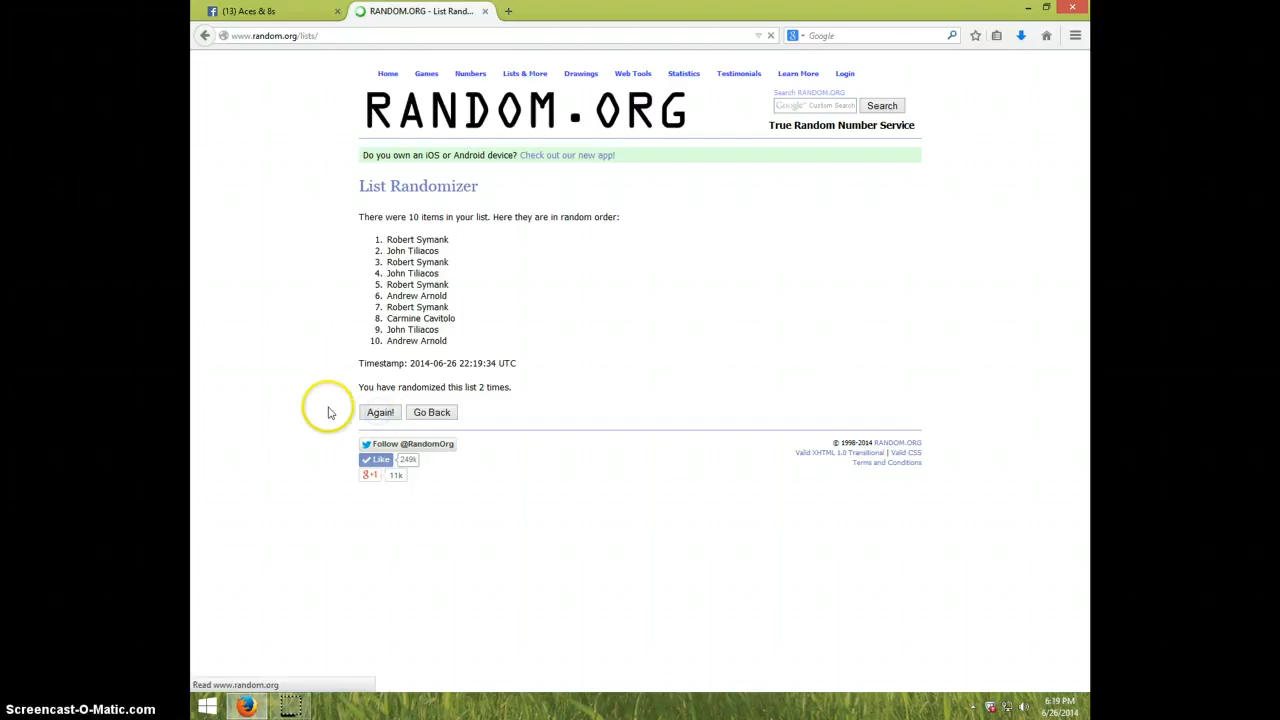 (13) Aces & 8s
RANDOM.ORG - List Rand...
www.random.org/lists/
Google
Home Games Numbers Lists & More Drawings Web Tools Statistics Testimonials Learn More Login
RANDOM.ORG
Search RANDOM.ORG
Google™ Custom Search Search
True Random Number Service
Do you own an iOS or Android device? Check out our new app!
List Randomizer
There were 10 items in your list. Here they are in random order:
1. Robert Symank
2. John Tiliacos
3. Robert Symank
4. John Tiliacos
5. Robert Symank
6. Andrew Arnold
7. Robert Symank
8. Carmine Cavitolo
9. John Tiliacos
10. Andrew Arnold
Timestamp: 2014-06-26 22:19:34 UTC
You have randomized this list 2 times.
Again! Go Back
Follow @RandomOrg
Like 249k
g+1 11k
© 1998-2014 RANDOM.ORG
Valid XHTML 1.0 Transitional | Valid CSS
Terms and Conditions
Read www.random.org
6:19 PM
6/26/2014
Screencast-O-Matic.com